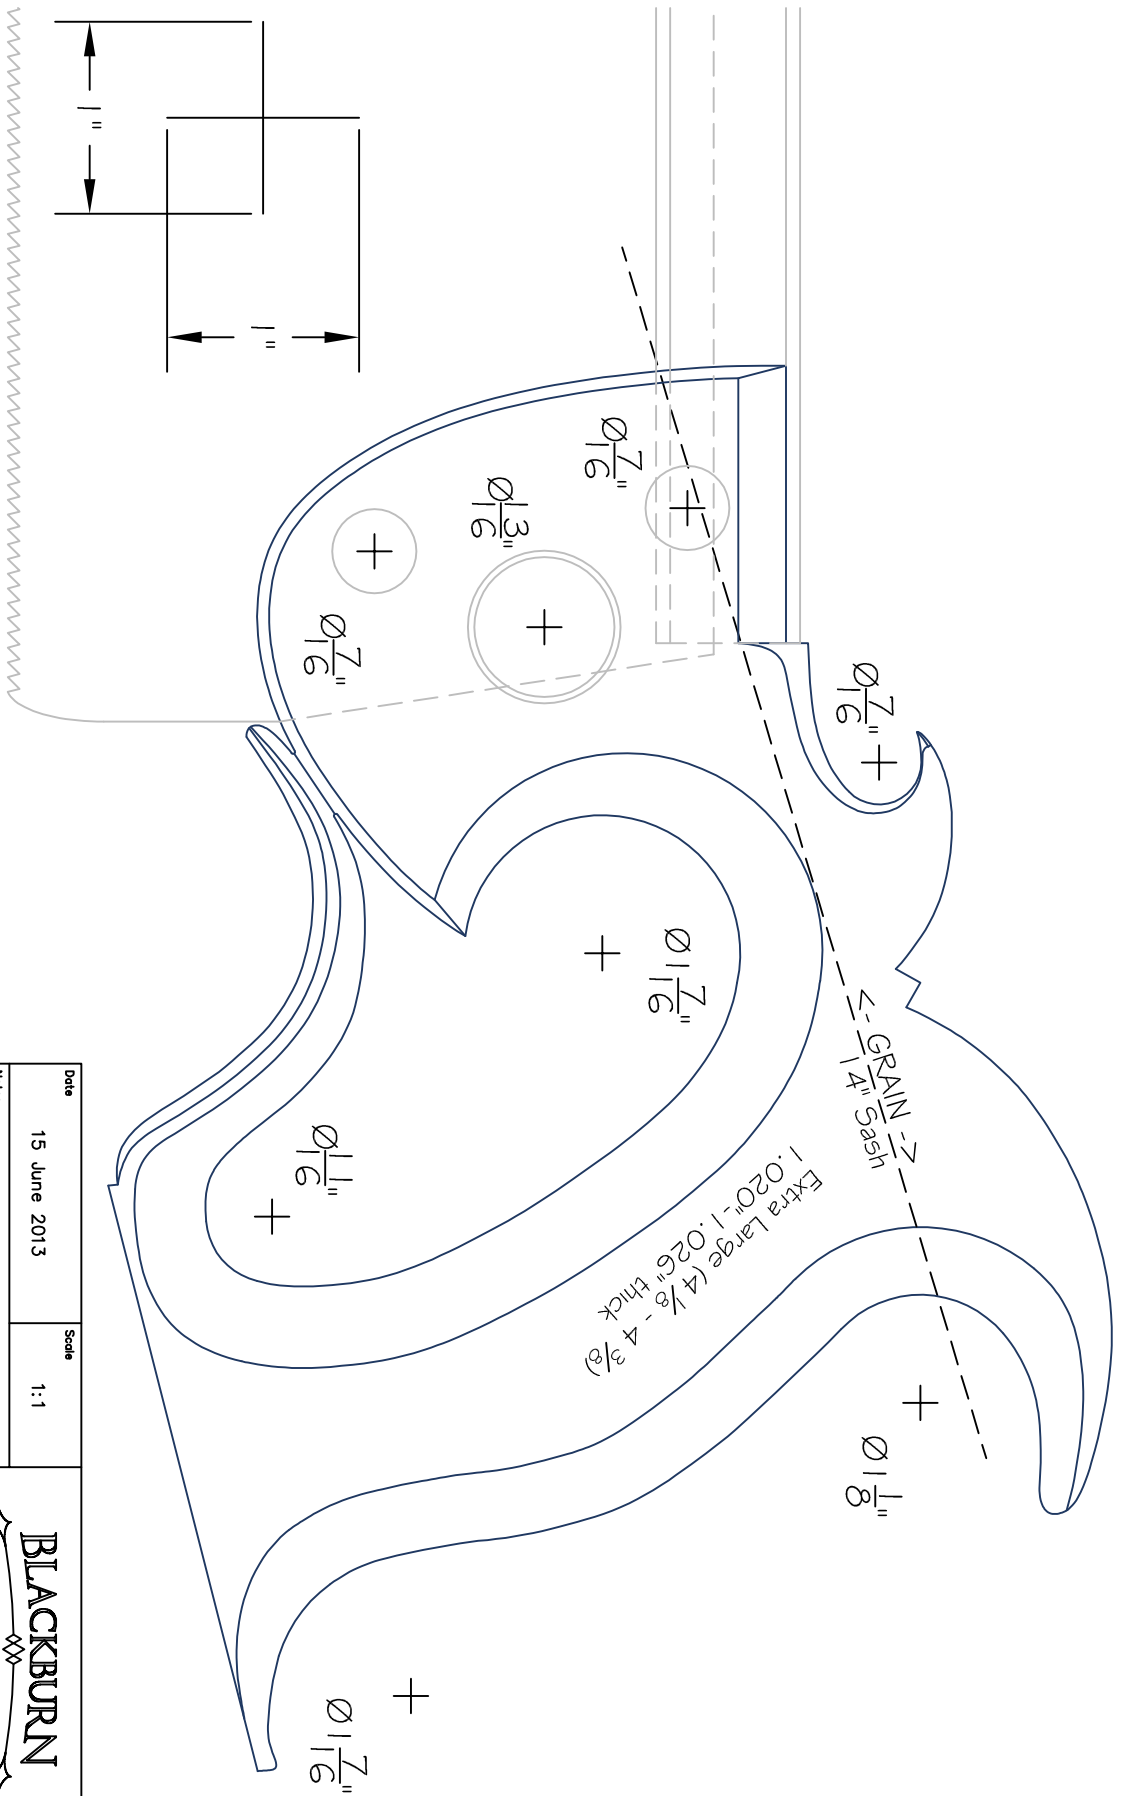 Ø7/16"
Ø1 1/8"
<- GRAIN ->
14" Sash
Extra Large (4 1/8 - 4 3/8)
1.020"-1.026" thick
Ø1 7/16"
Ø7/16"
Ø13/16"
Ø7/16"
Ø11/16"
Ø1 7/16"
1"
1"
Date
15 June 2013
Scale
1:1
BLACKBURN